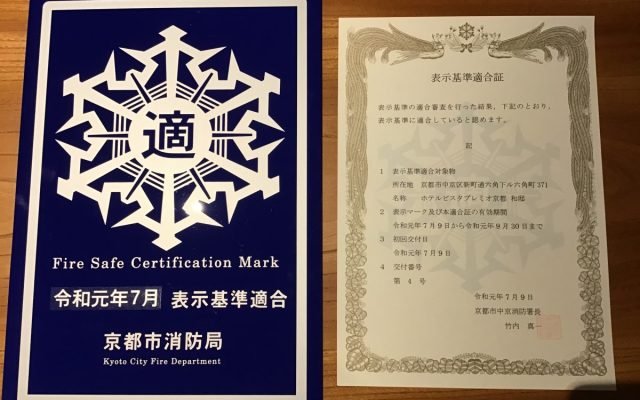 適
Fire Safe Certification Mark
令和元年7月 表示基準適合
京都市消防局
Kyoto City Fire Department
表示基準適合証
表示基準の適合審査を行った結果、下記のとおり、
表示基準に適合していると認めます。
記
1 表示基準適合対象物
所在地 京都市中京区新町通六角下ル六角町371
名称 ホテルビスタプレミオ京都 和邸
2 表示マーク及び本適合証の有効期間
令和元年7月9日から令和元年9月30日まで
3 初回交付日
令和元年7月9日
4 交付番号
第 4 号
令和元年7月9日
京都市中京消防署長
竹内 真一